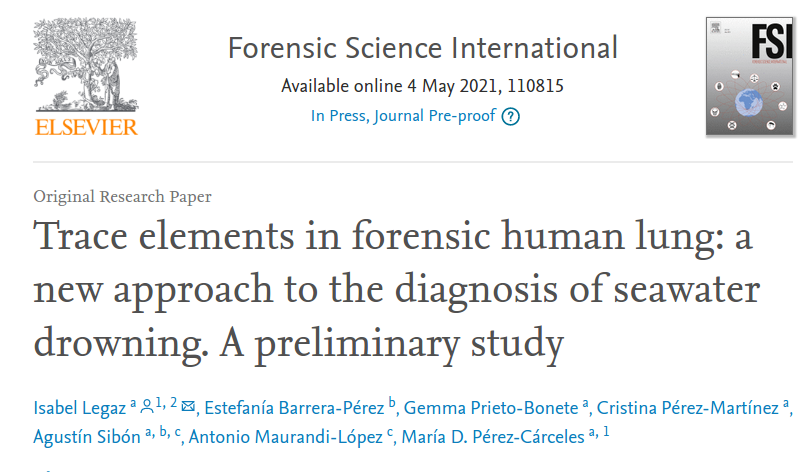 ELSEVIER
Forensic Science International
Available online 4 May 2021, 110815
In Press, Journal Pre-proof ?
FSI
Original Research Paper
Trace elements in forensic human lung: a
new approach to the diagnosis of seawater
drowning. A preliminary study
Isabel Legaz a 1, 2, Estefanía Barrera-Pérez b, Gemma Prieto-Bonete a, Cristina Pérez-Martínez a,
Agustín Sibón a, b, c, Antonio Maurandi-López c, María D. Pérez-Cárceles a, 1